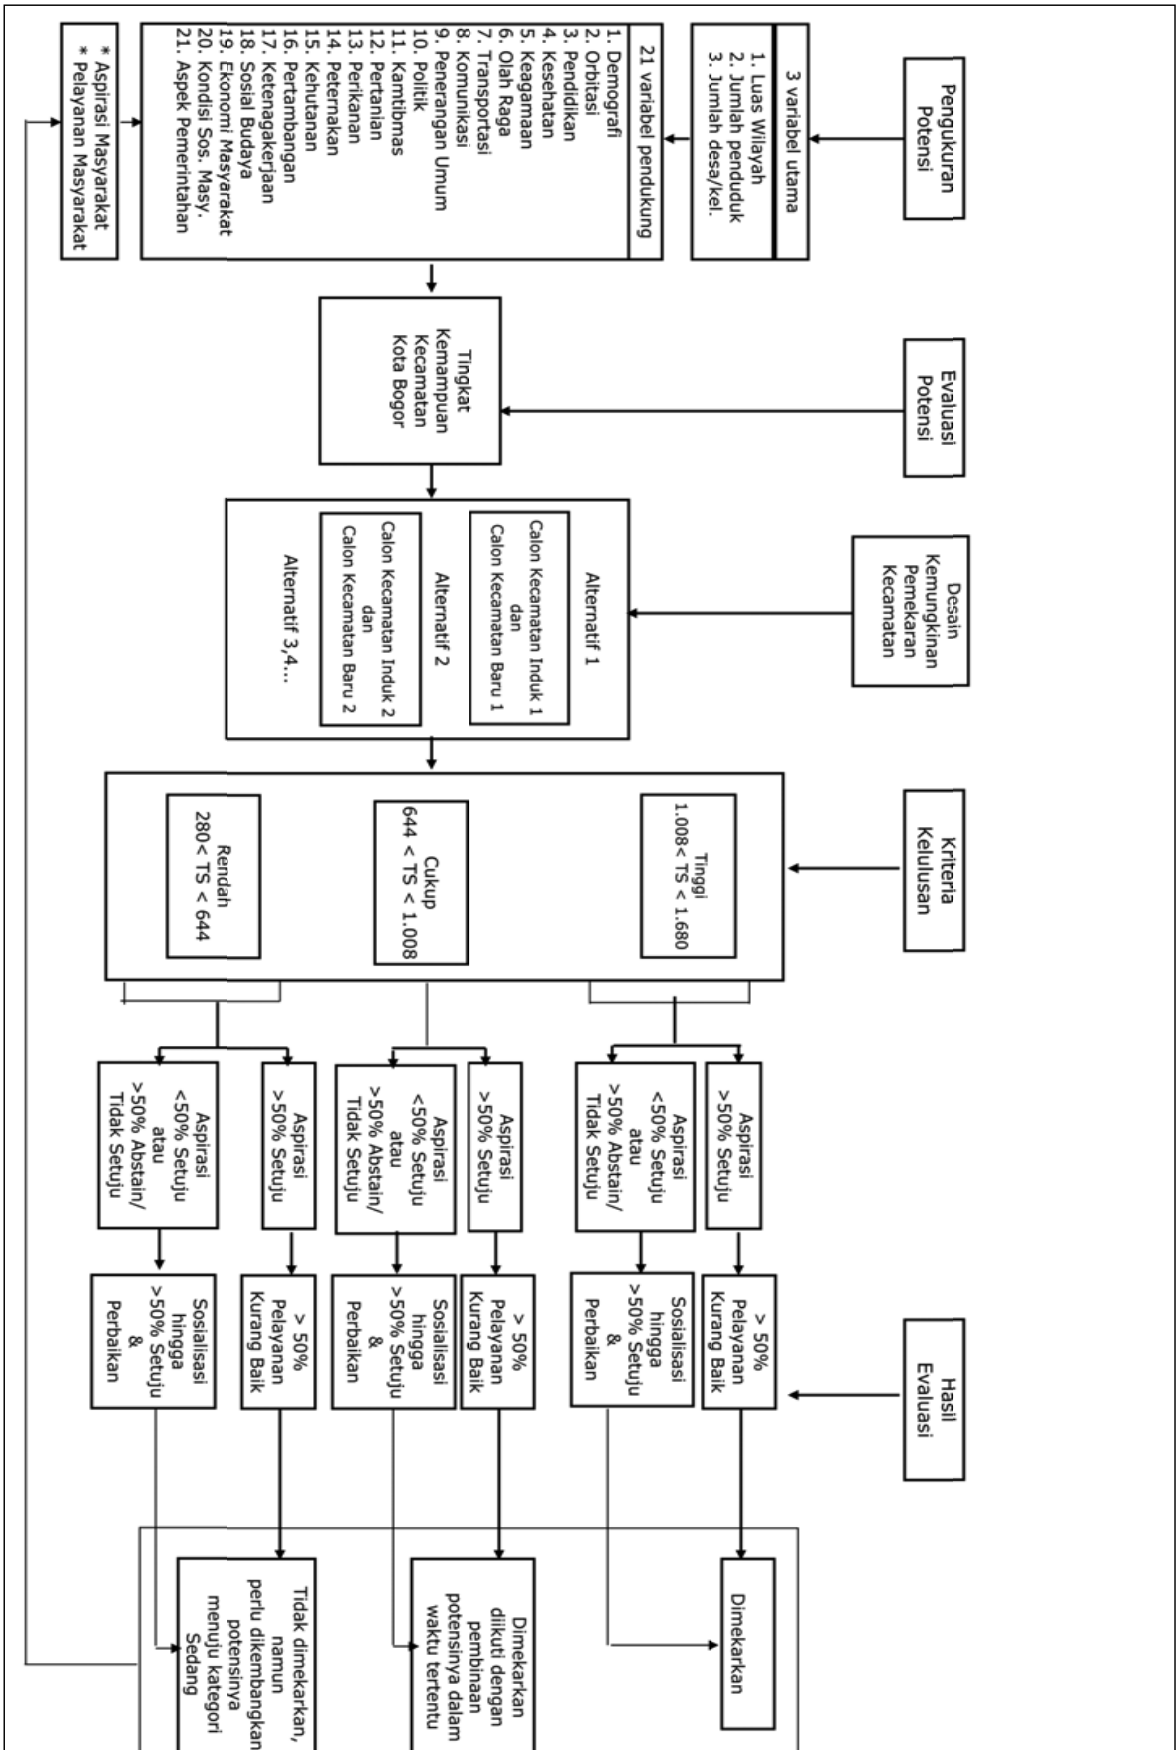 Pengukuran
Potensi
Evaluasi
Potensi
Desain
Kemungkinan
Pemekaran
Kecamatan
Kriteria
Kelulusan
Hasil
Evaluasi
3 variabel utama
1. Luas Wilayah
2. Jumlah penduduk
3. Jumlah desa/kel.
21 variabel pendukung
1. Demografi
2. Orbitasi
3. Pendidikan
4. Kesehatan
5. Keagamaan
6. Olah Raga
7. Transportasi
8. Komunikasi
9. Penerangan Umum
10. Politik
11. Kamtibmas
12. Pertanian
13. Perikanan
14. Peternakan
15. Kehutanan
16. Pertambangan
17. Ketenagakerjaan
18. Sosial Budaya
19. Ekonomi Masyarakat
20. Kondisi Sos. Masy.
21. Aspek Pemerintahan
* Aspirasi Masyarakat
* Pelayanan Masyarakat
Tingkat
Kemampuan
Kecamatan
Kota Bogor
Alternatif 1
Calon Kecamatan Induk 1
dan
Calon Kecamatan Baru 1
Alternatif 2
Calon Kecamatan Induk 2
dan
Calon Kecamatan Baru 2
Alternatif 3,4...
Tinggi
1.008< TS < 1.680
Cukup
644 < TS < 1.008
Rendah
280< TS < 644
Aspirasi
>50% Setuju
Aspirasi
<50% Setuju
atau
>50% Abstain/
Tidak Setuju
Aspirasi
>50% Setuju
Aspirasi
<50% Setuju
atau
>50% Abstain/
Tidak Setuju
Aspirasi
>50% Setuju
Aspirasi
<50% Setuju
atau
>50% Abstain/
Tidak Setuju
> 50%
Pelayanan
Kurang Baik
Sosialisasi
hingga
>50% Setuju
&
Perbaikan
> 50%
Pelayanan
Kurang Baik
Sosialisasi
hingga
>50% Setuju
&
Perbaikan
> 50%
Pelayanan
Kurang Baik
Sosialisasi
hingga
>50% Setuju
&
Perbaikan
Dimekarkan
Dimekarkan
diikuti dengan
pembinaan
potensinya dalam
waktu tertentu
Tidak dimekarkan,
namun
perlu dikembangkan
potensinya
menuju kategori
Sedang